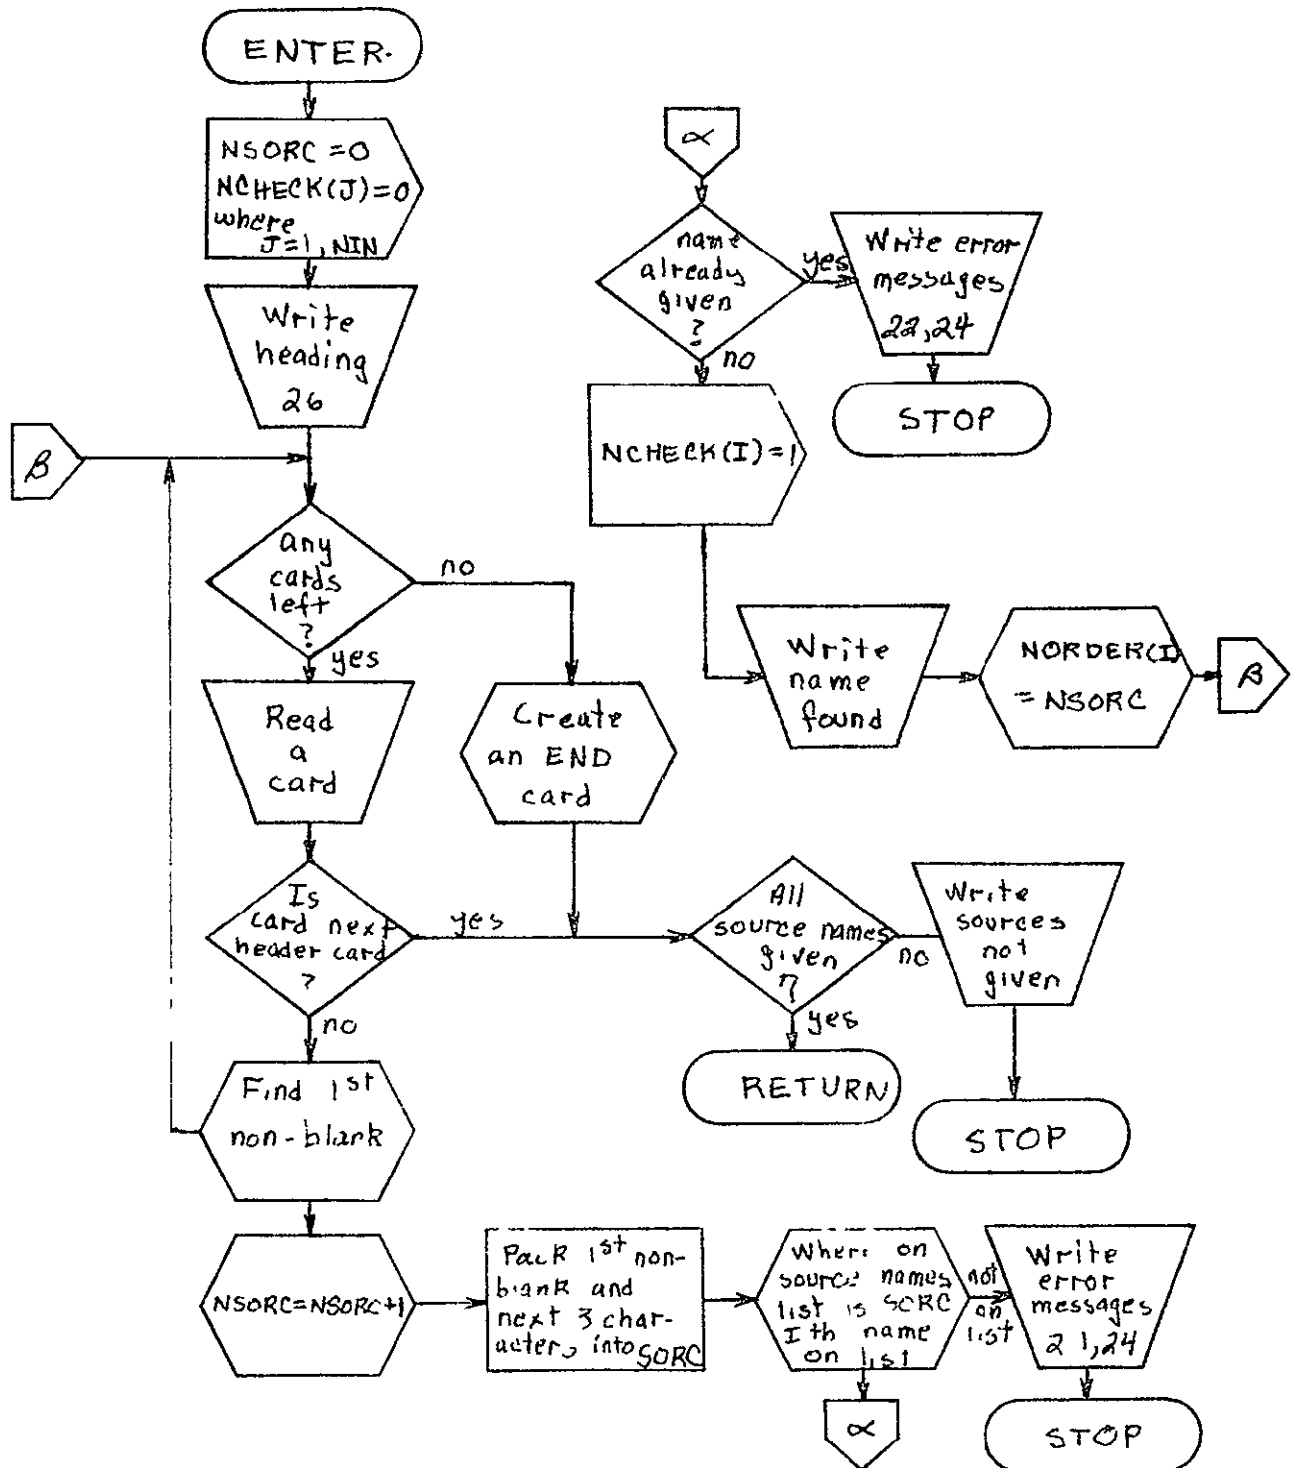 ENTER.
NSORC = 0
NCHECK(J) = 0
where
J=1, NIN
Write
heading
26
β
any
cards
left
?
no
yes
Read
a
card
Create
an END
card
Is
card next
header card
?
yes
no
Find 1st
non-blank
NSORC=NSORC+1
Pack 1st non-
blank and
next 3 char-
acters into SORC
Where on
source names
list is SORC
Ith name
on list
not
on
list
Write
error
messages
21,24
STOP
α
α
name
already
given
?
yes
no
Write error
messages
22,24
STOP
NCHECK(I)=1
Write
name
found
NORDER(I)
= NSORC
β
All
source names
given
?
no
yes
Write
sources
not
given
RETURN
STOP